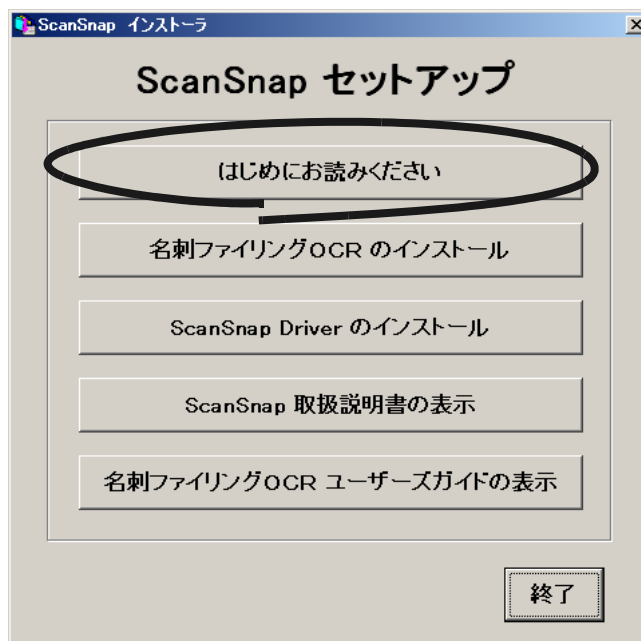 ScanSnap インストーラ
ScanSnap セットアップ
はじめにお読みください
名刺ファイリングOCR のインストール
ScanSnap Driver のインストール
ScanSnap 取扱説明書の表示
名刺ファイリングOCR ユーザーズガイドの表示
終了